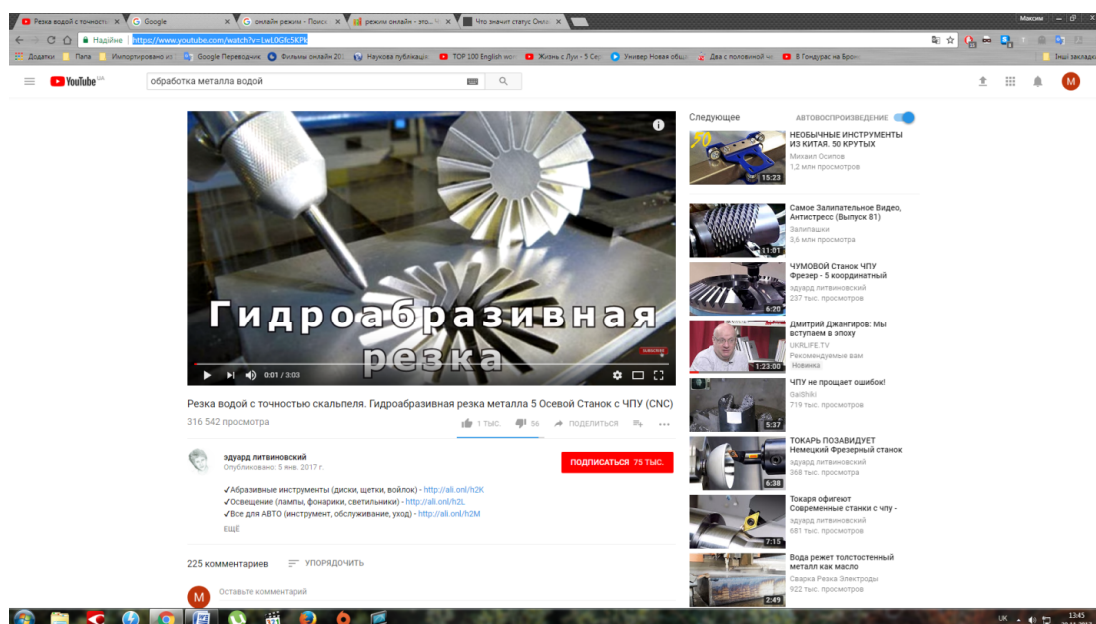 Резка водой с точность
Google
онлайн режим - Поиск
режим онлайн - это...
Что значит статус Онла
Максим
Надійне
https://www.youtube.com/watch?v=LwL0Gfc5KPk
Додатки
Папа
Импортировано из
Google Переводчик
Фильмы онлайн 20
Наукова публікація
TOP 100 English wor
Жизнь с Луи - 5 Сер
Универ Новая обща
Два с половиной че
В Гондурас на Брон
Інші закладки
YouTube UA
обработка металла водой
M
Гидроабразивная
резка
SUBSCRIBE
0:01 / 3:03
Резка водой с точностью скальпеля. Гидроабразивная резка металла 5 Осевой Станок с ЧПУ (CNC)
316 542 просмотра
1 ТЫС.
56
ПОДЕЛИТЬСЯ
эдуард литвиновский
Опубликовано: 5 янв. 2017 г.
ПОДПИСАТЬСЯ 75 ТЫС.
✓Абразивные инструменты (диски, щетки, войлок) - http://ali.onl/h2K
✓Освещение (лампы, фонарики, светильники) - http://ali.onl/h2L
✓Все для АВТО (инструмент, обслуживание, уход) - http://ali.onl/h2M
ЕЩЁ
225 комментариев
УПОРЯДОЧИТЬ
M
Оставьте комментарий
Следующее
АВТОВОСПРОИЗВЕДЕНИЕ
50
15:23
НЕОБЫЧНЫЕ ИНСТРУМЕНТЫ
ИЗ КИТАЯ. 50 КРУТЫХ
Михаил Осипов
1,2 млн просмотров
11:01
Самое Залипательное Видео,
Антистресс (Выпуск 81)
Залипашки
3,6 млн просмотра
6:20
ЧУМОВОЙ Станок ЧПУ
Фрезер - 5 координатный
эдуард литвиновский
237 тыс. просмотров
1:23:00
Дмитрий Джангиров: Мы
вступаем в эпоху
UKRLIFE.TV
Рекомендуемые вам
Новинка
5:37
ЧПУ не прощает ошибок!
GaiShiki
719 тыс. просмотров
6:38
ТОКАРЬ ПОЗАВИДУЕТ
Немецкий Фрезерный станок
эдуард литвиновский
368 тыс. просмотров
7:15
Токаря офигеют
Современные станки с чпу -
эдуард литвиновский
681 тыс. просмотров
2:49
Вода режет толстостенный
металл как масло
Сварка Резка Электроды
922 тыс. просмотров
UK
13:45